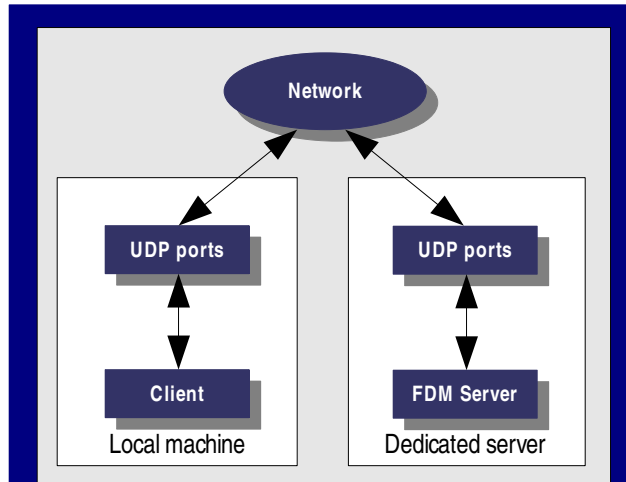 Network
UDP ports
UDP ports
Client
FDM Server
Local machine
Dedicated server